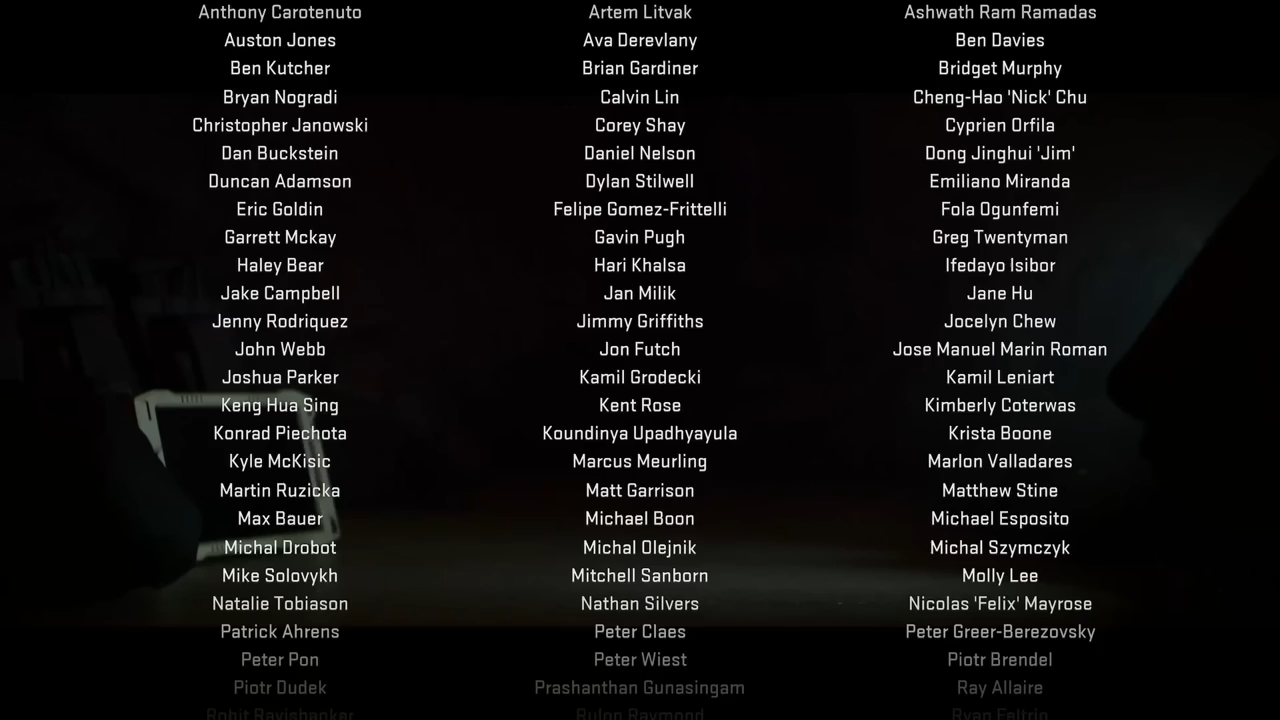 Anthony Carotenuto Artem Litvak Ashwath Ram Ramadas
Auston Jones Ava Derevlany Ben Davies
Ben Kutcher Brian Gardiner Bridget Murphy
Bryan Nogradi Calvin Lin Cheng-Hao 'Nick' Chu
Christopher Janowski Corey Shay Cyprien Orfila
Dan Buckstein Daniel Nelson Dong Jinghui 'Jim'
Duncan Adamson Dylan Stilwell Emiliano Miranda
Eric Goldin Felipe Gomez-Frittelli Fola Ogunfemi
Garrett Mckay Gavin Pugh Greg Twentyman
Haley Bear Hari Khalsa Ifedayo Isibor
Jake Campbell Jan Milik Jane Hu
Jenny Rodriquez Jimmy Griffiths Jocelyn Chew
John Webb Jon Futch Jose Manuel Marin Roman
Joshua Parker Kamil Grodecki Kamil Leniart
Keng Hua Sing Kent Rose Kimberly Coterwas
Konrad Piechota Koundinya Upadhyayula Krista Boone
Kyle McKisic Marcus Meurling Marlon Valladares
Martin Ruzicka Matt Garrison Matthew Stine
Max Bauer Michael Boon Michael Esposito
Michal Drobot Michal Olejnik Michal Szymczyk
Mike Solovykh Mitchell Sanborn Molly Lee
Natalie Tobiason Nathan Silvers Nicolas 'Felix' Mayrose
Patrick Ahrens Peter Claes Peter Greer-Berezovsky
Peter Pon Peter Wiest Piotr Brendel
Piotr Dudek Prashanthan Gunasingam Ray Allaire
Rohit Ravishanker Rulon Raymond Ryan Feltrin